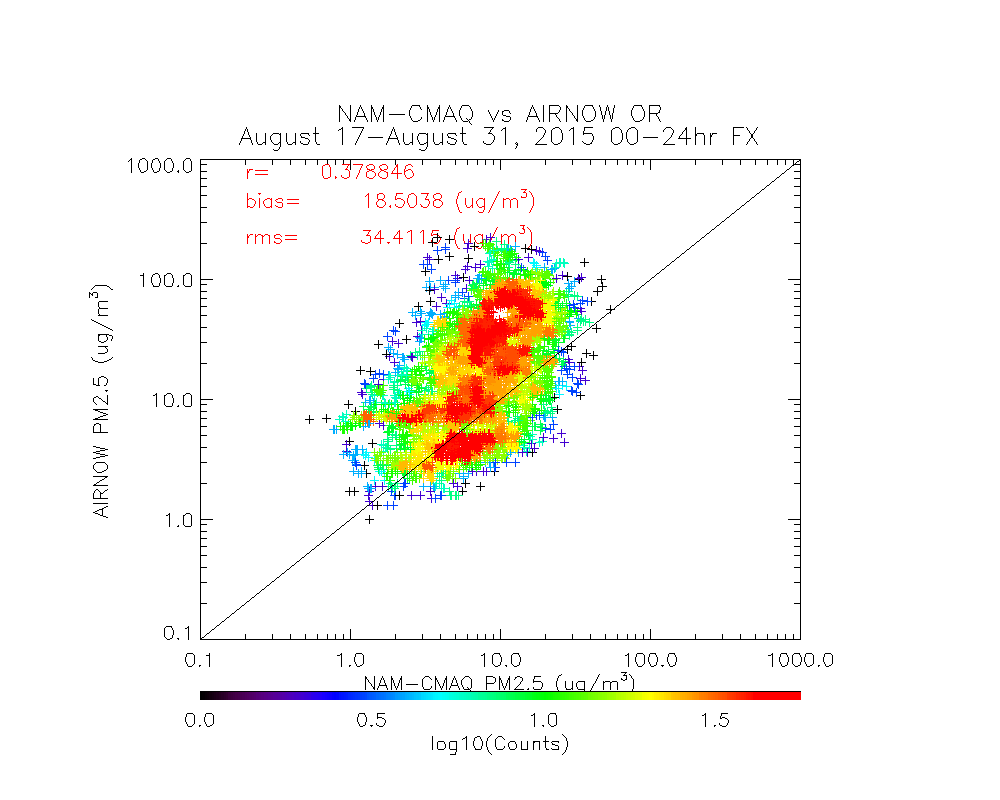 NAM-CMAQ vs AIRNOW OR
August 17-August 31, 2015 00-24hr FX
r= 0.378846
bias= 18.5038 (ug/m³)
rms= 34.4115 (ug/m³)
1000.0
100.0
10.0
1.0
0.1
AIRNOW PM2.5 (ug/m³)
0.1 1.0 10.0 100.0 1000.0
NAM-CMAQ PM2.5 (ug/m³)
0.0 0.5 1.0 1.5
log10(Counts)